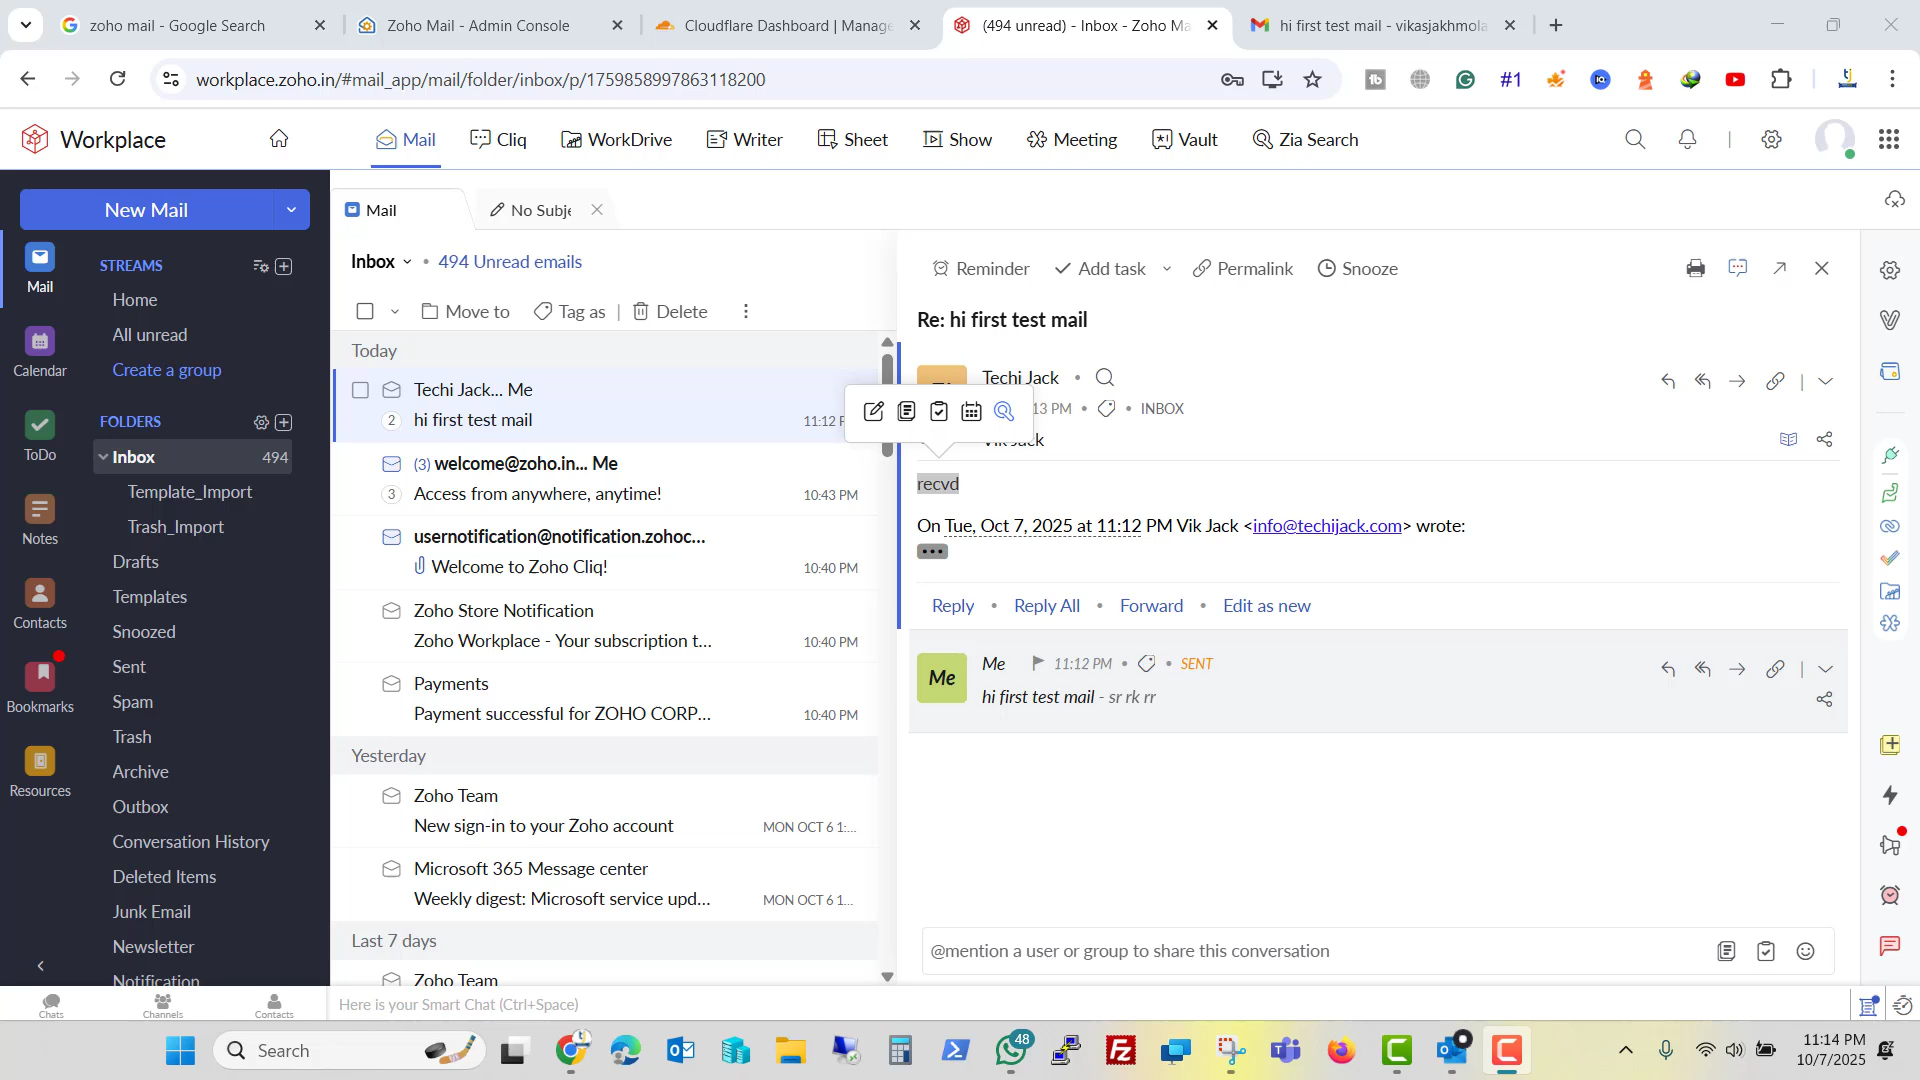 zoho mail - Google Search
Zoho Mail - Admin Console
Cloudflare Dashboard | Manage
(494 unread) - Inbox - Zoho Ma
hi first test mail - vikasjakhmola
workplace.zoho.in/#mail_app/mail/folder/inbox/p/1759858997863118200
#1
Workplace
Mail
Cliq
WorkDrive
Writer
Sheet
Show
Meeting
Vault
Zia Search
New Mail
Mail
Calendar
ToDo
Notes
Contacts
Bookmarks
Resources
STREAMS
Home
All unread
Create a group
FOLDERS
Inbox 494
Template_Import
Trash_Import
Drafts
Templates
Snoozed
Sent
Spam
Trash
Archive
Outbox
Conversation History
Deleted Items
Junk Email
Newsletter
Notification
Mail
No Subje
Inbox • 494 Unread emails
Move to
Tag as
Delete
Today
Techi Jack... Me
2 hi first test mail 11:12 P
(3) welcome@zoho.in... Me
3 Access from anywhere, anytime! 10:43 PM
usernotification@notification.zohoc...
Welcome to Zoho Cliq! 10:40 PM
Zoho Store Notification
Zoho Workplace - Your subscription t... 10:40 PM
Payments
Payment successful for ZOHO CORP... 10:40 PM
Yesterday
Zoho Team
New sign-in to your Zoho account MON OCT 6 1:...
Microsoft 365 Message center
Weekly digest: Microsoft service upd... MON OCT 6 1...
Last 7 days
Zoho Team
Reminder
Add task
Permalink
Snooze
Re: hi first test mail
Techi Jack •
13 PM • • INBOX
Vik Jack
recvd
On Tue, Oct 7, 2025 at 11:12 PM Vik Jack <info@techijack.com> wrote:
Reply • Reply All • Forward • Edit as new
Me
Me 11:12 PM • • SENT
hi first test mail - sr rk rr
@mention a user or group to share this conversation
Chats
Channels
Contacts
Here is your Smart Chat (Ctrl+Space)
Search
48
11:14 PM
10/7/2025